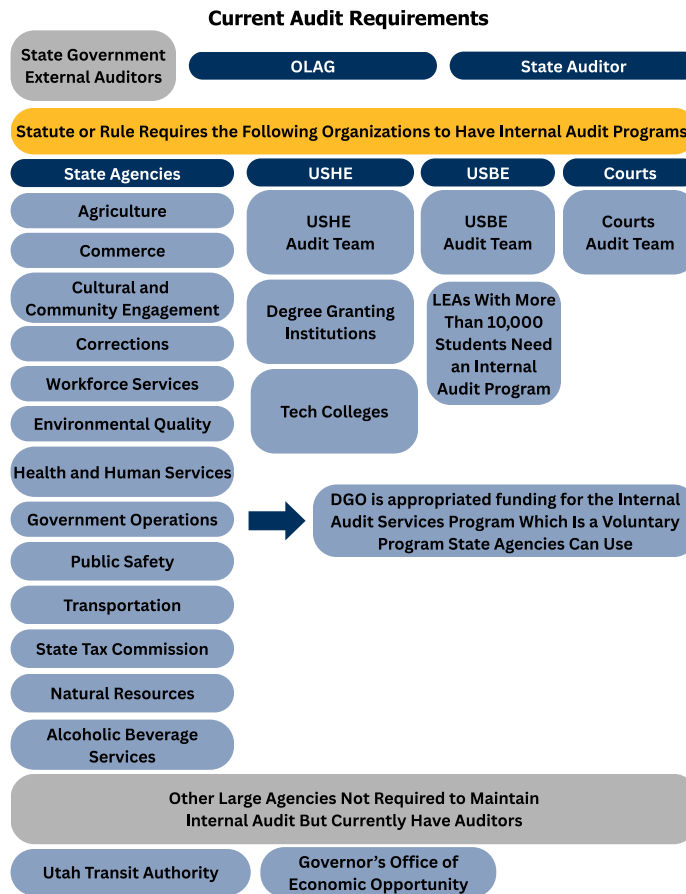 Current Audit Requirements
State Government
External Auditors
OLAG
State Auditor
Statute or Rule Requires the Following Organizations to Have Internal Audit Programs
State Agencies
USHE
USBE
Courts
Agriculture
Commerce
Cultural and
Community Engagement
Corrections
Workforce Services
Environmental Quality
Health and Human Services
Government Operations
Public Safety
Transportation
State Tax Commission
Natural Resources
Alcoholic Beverage
Services
USHE
Audit Team
Degree Granting
Institutions
Tech Colleges
USBE
Audit Team
LEAs With More
Than 10,000
Students Need
an Internal
Audit Program
Courts
Audit Team
DGO is appropriated funding for the Internal
Audit Services Program Which Is a Voluntary
Program State Agencies Can Use
Other Large Agencies Not Required to Maintain
Internal Audit But Currently Have Auditors
Utah Transit Authority
Governor's Office of
Economic Opportunity